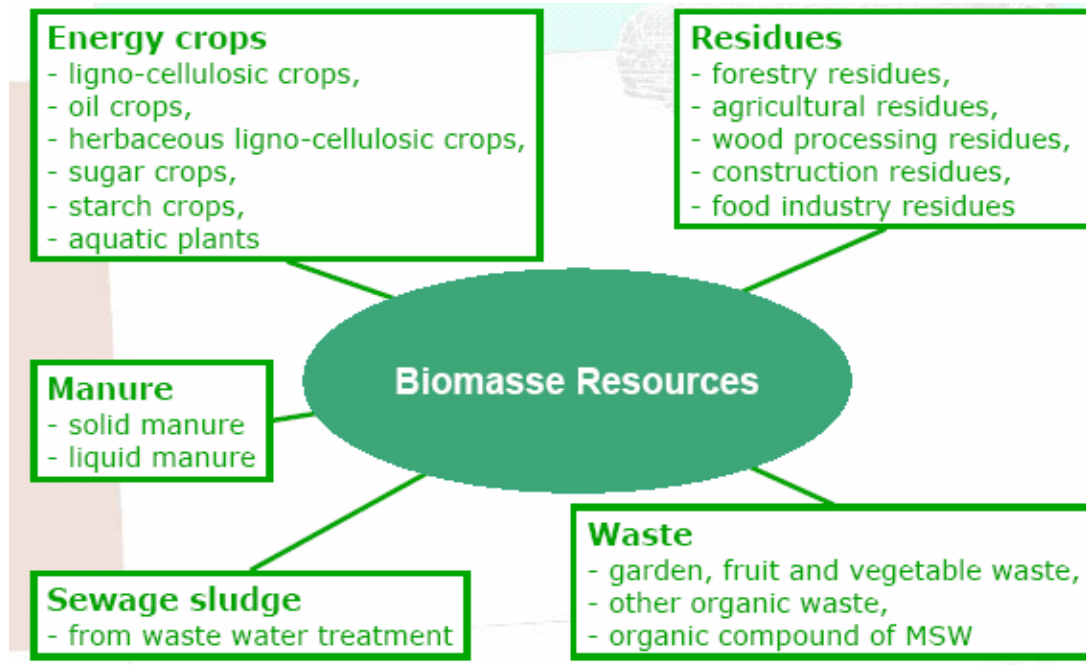 Energy crops
- ligno-cellulosic crops,
- oil crops,
- herbaceous ligno-cellulosic crops,
- sugar crops,
- starch crops,
- aquatic plants
Residues
- forestry residues,
- agricultural residues,
- wood processing residues,
- construction residues,
- food industry residues
Biomasse Resources
Manure
- solid manure
- liquid manure
Sewage sludge
- from waste water treatment
Waste
- garden, fruit and vegetable waste,
- other organic waste,
- organic compound of MSW